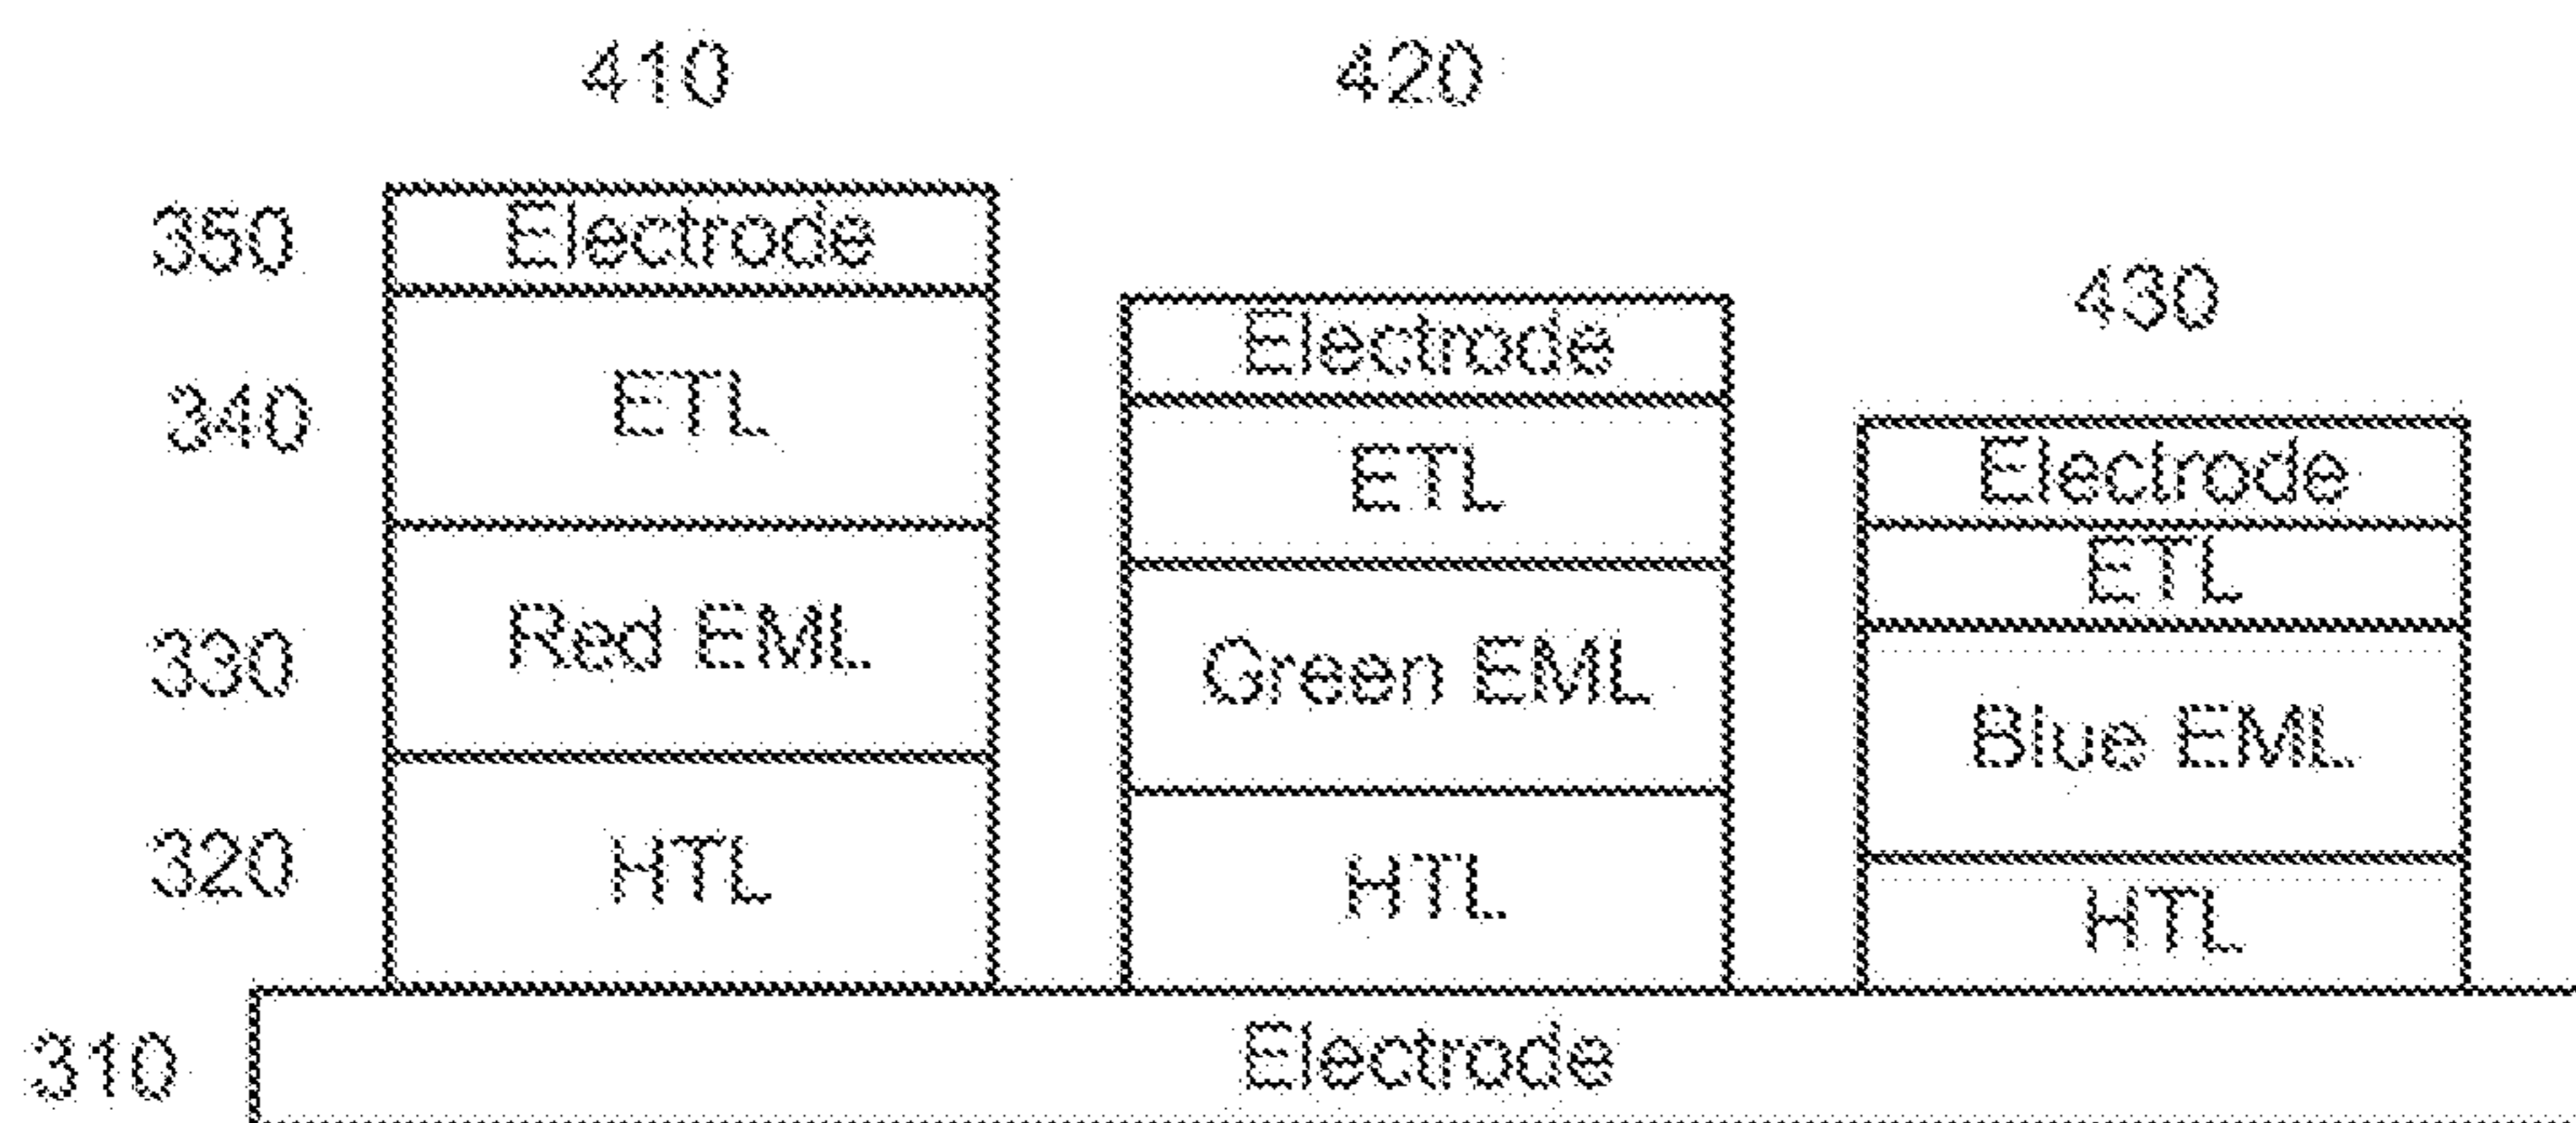 410
420
350
Electrode
430
Electrode
340
ETL
ETL
Electrode
ETL
330
Red EML
Green EML
Blue EML
320
HTL
HTL
HTL
310
Electrode